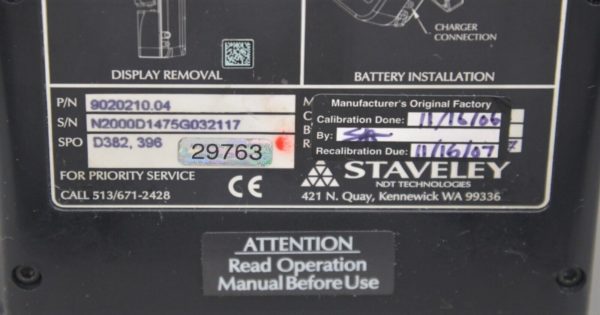 CHARGER
CONNECTION
DISPLAY REMOVAL
BATTERY INSTALLATION
P/N 9020210.04
S/N N2000D1475G032117
SPO D382, 396
29763
FOR PRIORITY SERVICE
CALL 513/671-2428
CE
M
C
B
R
Manufacturer's Original Factory
Calibration Done: 11/16/06
By:
Recalibration Due: 11/16/07
STAVELEY
NDT TECHNOLOGIES
421 N. Quay, Kennewick WA 99336
ATTENTION
Read Operation
Manual Before Use